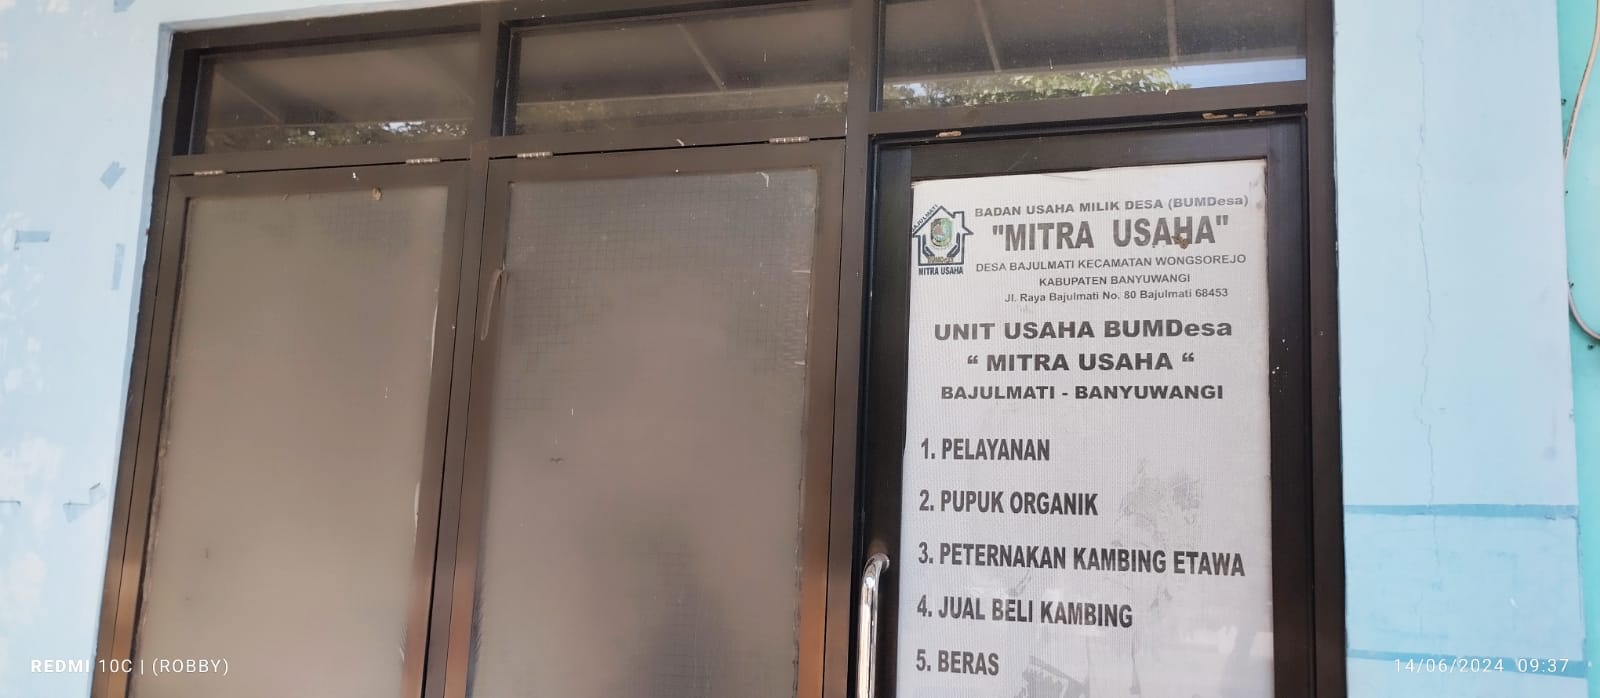 BADAN USAHA MILIK DESA (BUMDesa)
"MITRA USAHA"
DESA BAJULMATI KECAMATAN WONGSOREJO
KABUPATEN BANYUWANGI
Jl. Raya Bajulmati No. 80 Bajulmati 68453
BAJULMATI
BUMDesa
MITRA USAHA
UNIT USAHA BUMDesa
“ MITRA USAHA “
BAJULMATI - BANYUWANGI
1. PELAYANAN
2. PUPUK ORGANIK
3. PETERNAKAN KAMBING ETAWA
4. JUAL BELI KAMBING
5. BERAS
REDMI 10C | (ROBBY)
14/06/2024 09:37